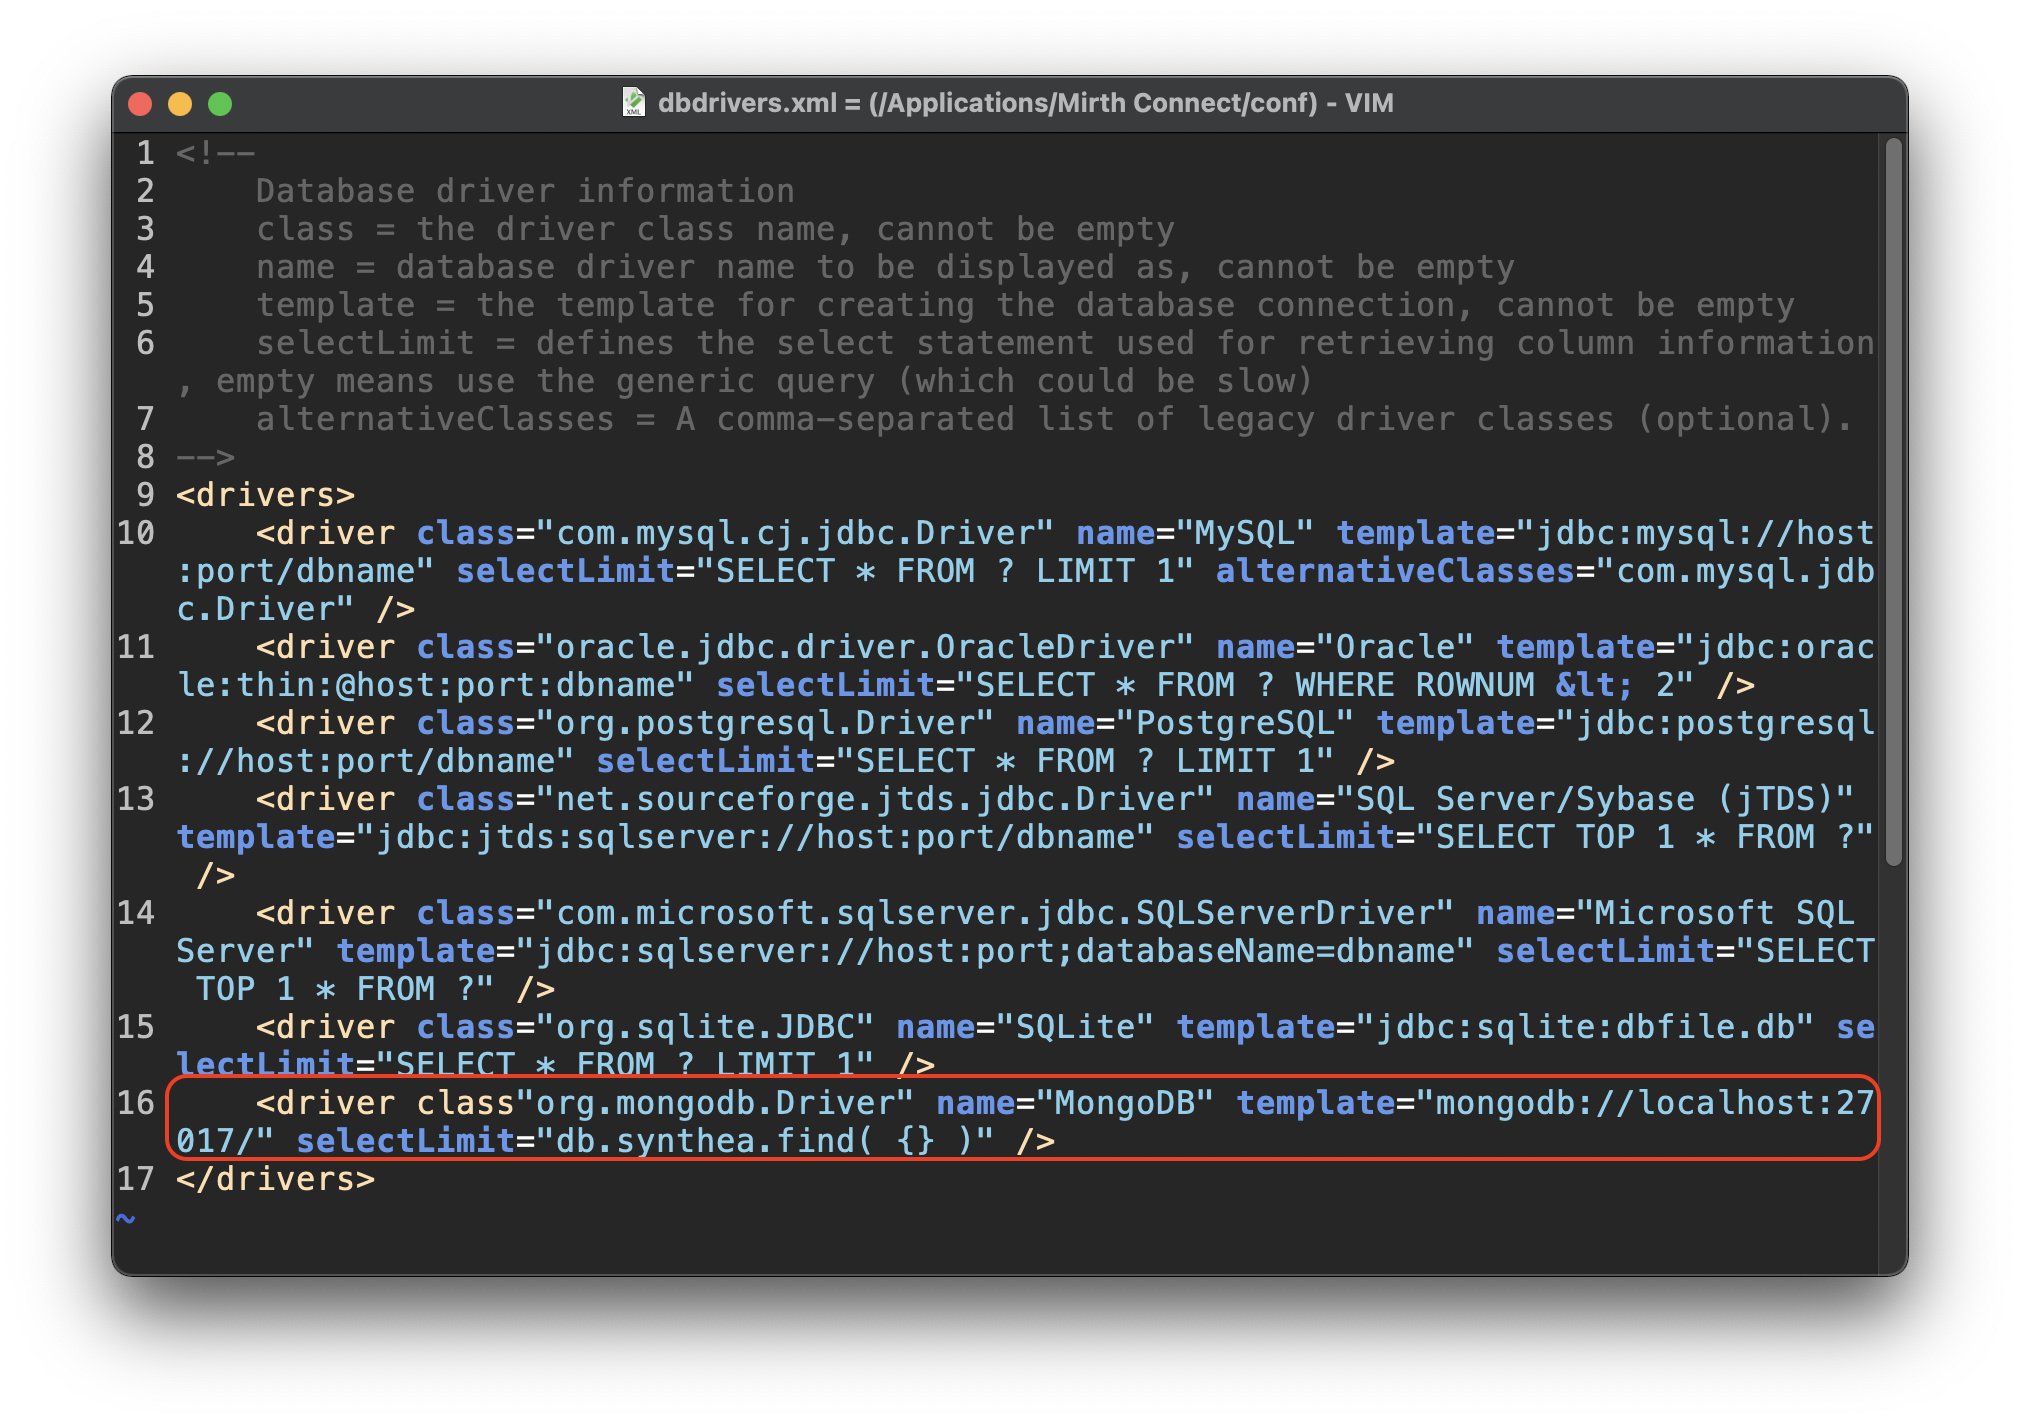 dbdrivers.xml = (/Applications/Mirth Connect/conf) - VIM
1 <!--
2 Database driver information
3 class = the driver class name, cannot be empty
4 name = database driver name to be displayed as, cannot be empty
5 template = the template for creating the database connection, cannot be empty
6 selectLimit = defines the select statement used for retrieving column information
, empty means use the generic query (which could be slow)
7 alternativeClasses = A comma-separated list of legacy driver classes (optional).
8 -->
9 <drivers>
10 <driver class="com.mysql.cj.jdbc.Driver" name="MySQL" template="jdbc:mysql://host
:port/dbname" selectLimit="SELECT * FROM ? LIMIT 1" alternativeClasses="com.mysql.jdb
c.Driver" />
11 <driver class="oracle.jdbc.driver.OracleDriver" name="Oracle" template="jdbc:orac
le:thin:@host:port:dbname" selectLimit="SELECT * FROM ? WHERE ROWNUM &lt; 2" />
12 <driver class="org.postgresql.Driver" name="PostgreSQL" template="jdbc:postgresql
://host:port/dbname" selectLimit="SELECT * FROM ? LIMIT 1" />
13 <driver class="net.sourceforge.jtds.jdbc.Driver" name="SQL Server/Sybase (jTDS)"
template="jdbc:jtds:sqlserver://host:port/dbname" selectLimit="SELECT TOP 1 * FROM ?"
/>
14 <driver class="com.microsoft.sqlserver.jdbc.SQLServerDriver" name="Microsoft SQL
Server" template="jdbc:sqlserver://host:port;databaseName=dbname" selectLimit="SELECT
TOP 1 * FROM ?" />
15 <driver class="org.sqlite.JDBC" name="SQLite" template="jdbc:sqlite:dbfile.db" se
lectLimit="SELECT * FROM ? LIMIT 1" />
16 <driver class"org.mongodb.Driver" name="MongoDB" template="mongodb://localhost:27
017/" selectLimit="db.synthea.find( {} )" />
17 </drivers>
~